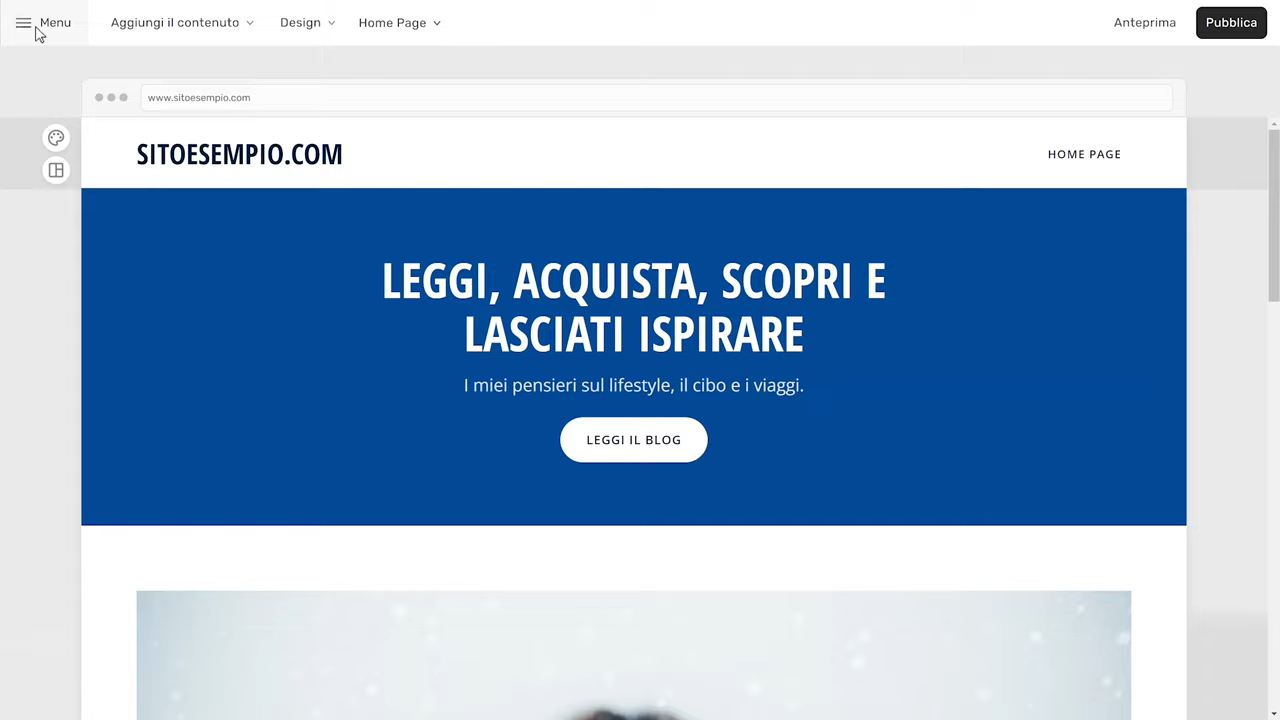 Menu
Aggiungi il contenuto
Design
Home Page
Anteprima
Pubblica
www.sitoesempio.com
SITOESEMPIO.COM
HOME PAGE
LEGGI, ACQUISTA, SCOPRI E
LASCIATI ISPIRARE
I miei pensieri sul lifestyle, il cibo e i viaggi.
LEGGI IL BLOG